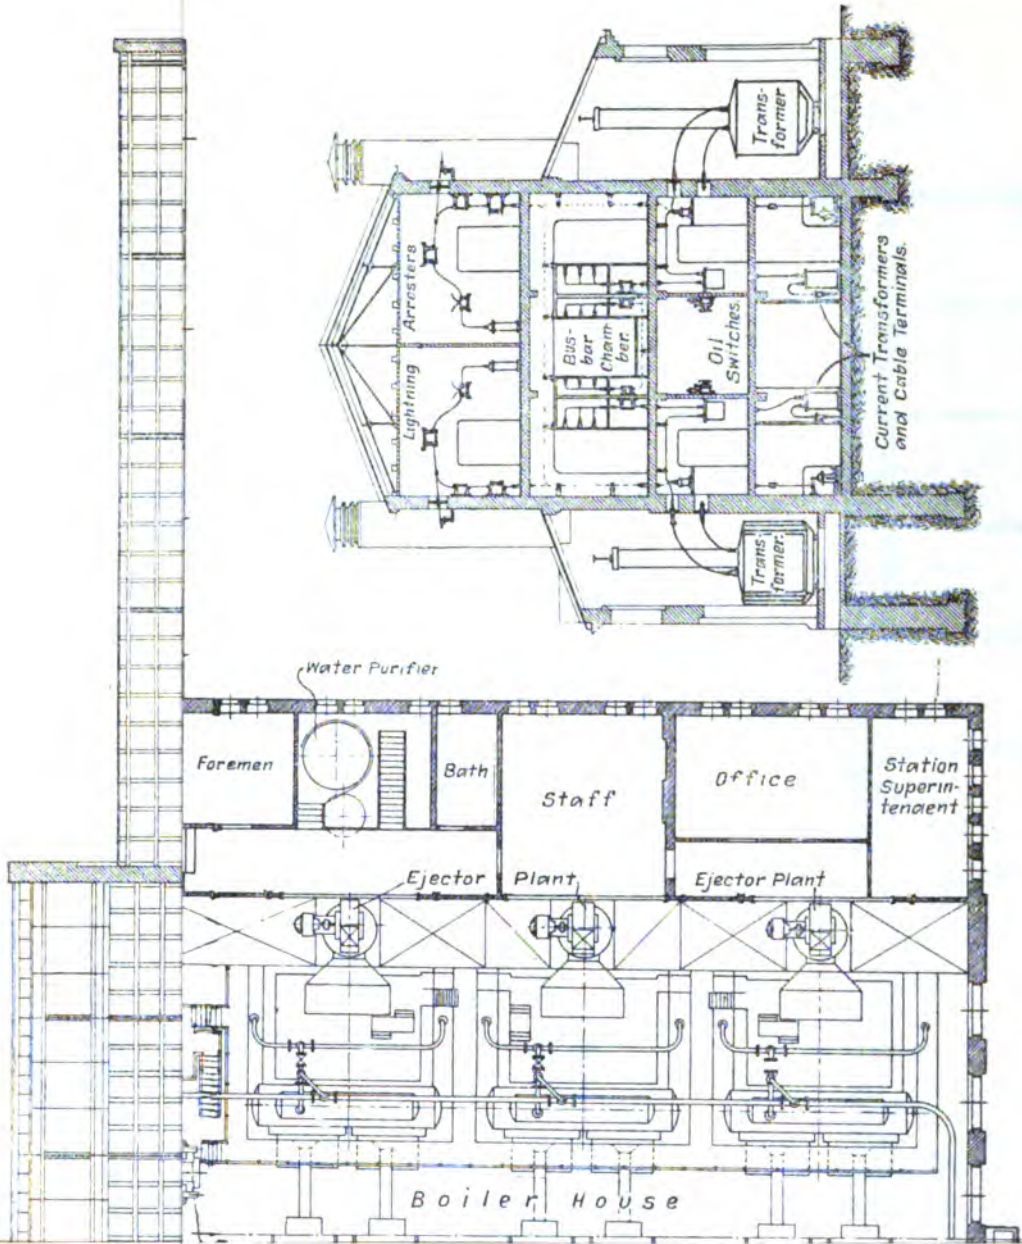 Trans-
former
Lightning Arresters
Bus-
bar
Cham-
ber.
Oil
Switches.
Current Transformers
and Cable Terminals.
Trans-
former.
Water Purifier
Foremen
Bath
Staff
Office
Station
Superin-
tendent
Ejector Plant
Ejector Plant
Boiler House